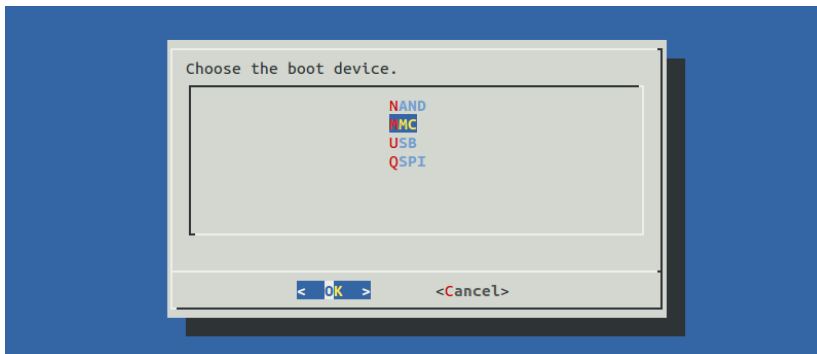 Choose the boot device.
NAND
MMC
USB
QSPI
< OK > <Cancel>